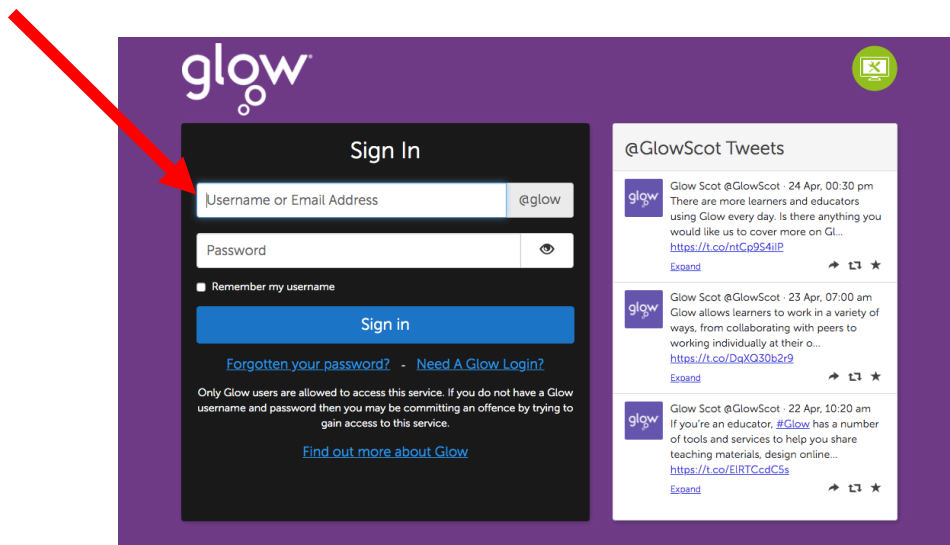 glow
Sign In
Username or Email Address
@glow
Password
Remember my username
Sign in
Forgotten your password? - Need A Glow Login?
Only Glow users are allowed to access this service. If you do not have a Glow
username and password then you may be committing an offence by trying to
gain access to this service.
Find out more about Glow
@GlowScot Tweets
glow
Glow Scot @GlowScot · 24 Apr, 00:30 pm
There are more learners and educators
using Glow every day. Is there anything you
would like us to cover more on Gl...
https://t.co/ntCp9S4ilP
Expand
glow
Glow Scot @GlowScot · 23 Apr, 07:00 am
Glow allows learners to work in a variety of
ways, from collaborating with peers to
working individually at their o...
https://t.co/DqXQ30b2r9
Expand
glow
Glow Scot @GlowScot · 22 Apr, 10:20 am
If you're an educator, #Glow has a number
of tools and services to help you share
teaching materials, design online...
https://t.co/ElRTCcdC5s
Expand